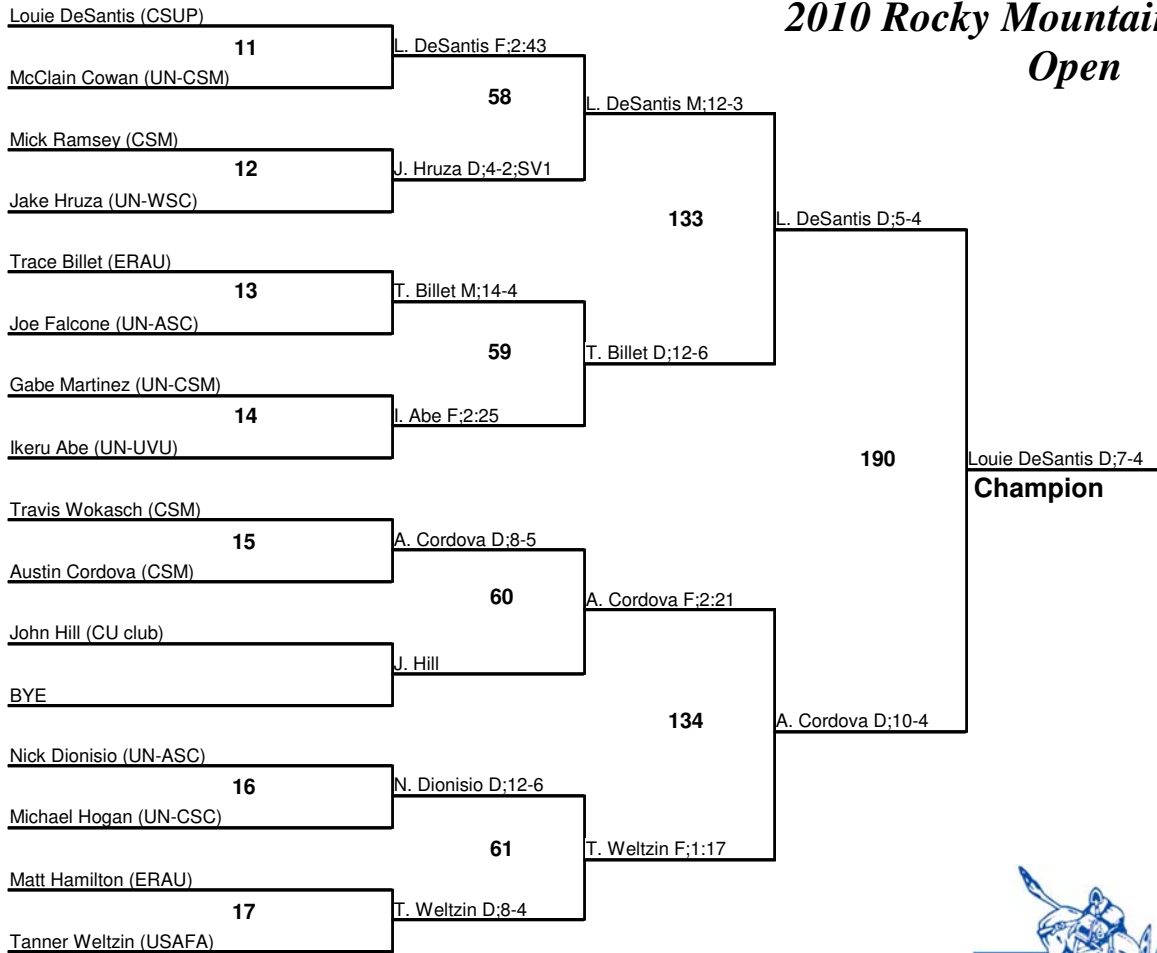 2010 Rocky Mountain
Open
Louie DeSantis (CSUP)
11
McClain Cowan (UN-CSM)
L. DeSantis F;2:43
58
Mick Ramsey (CSM)
12
Jake Hruza (UN-WSC)
J. Hruza D;4-2;SV1
L. DeSantis M;12-3
133
Trace Billet (ERAU)
13
Joe Falcone (UN-ASC)
T. Billet M;14-4
59
Gabe Martinez (UN-CSM)
14
Ikeru Abe (UN-UVU)
I. Abe F;2:25
T. Billet D;12-6
L. DeSantis D;5-4
190
Louie DeSantis D;7-4
Champion
Travis Wokasch (CSM)
15
Austin Cordova (CSM)
A. Cordova D;8-5
60
John Hill (CU club)
BYE
J. Hill
A. Cordova F;2:21
134
A. Cordova D;10-4
Nick Dionisio (UN-ASC)
16
Michael Hogan (UN-CSC)
N. Dionisio D;12-6
61
Matt Hamilton (ERAU)
17
Tanner Weltzin (USAFA)
T. Weltzin D;8-4
T. Weltzin F;1:17